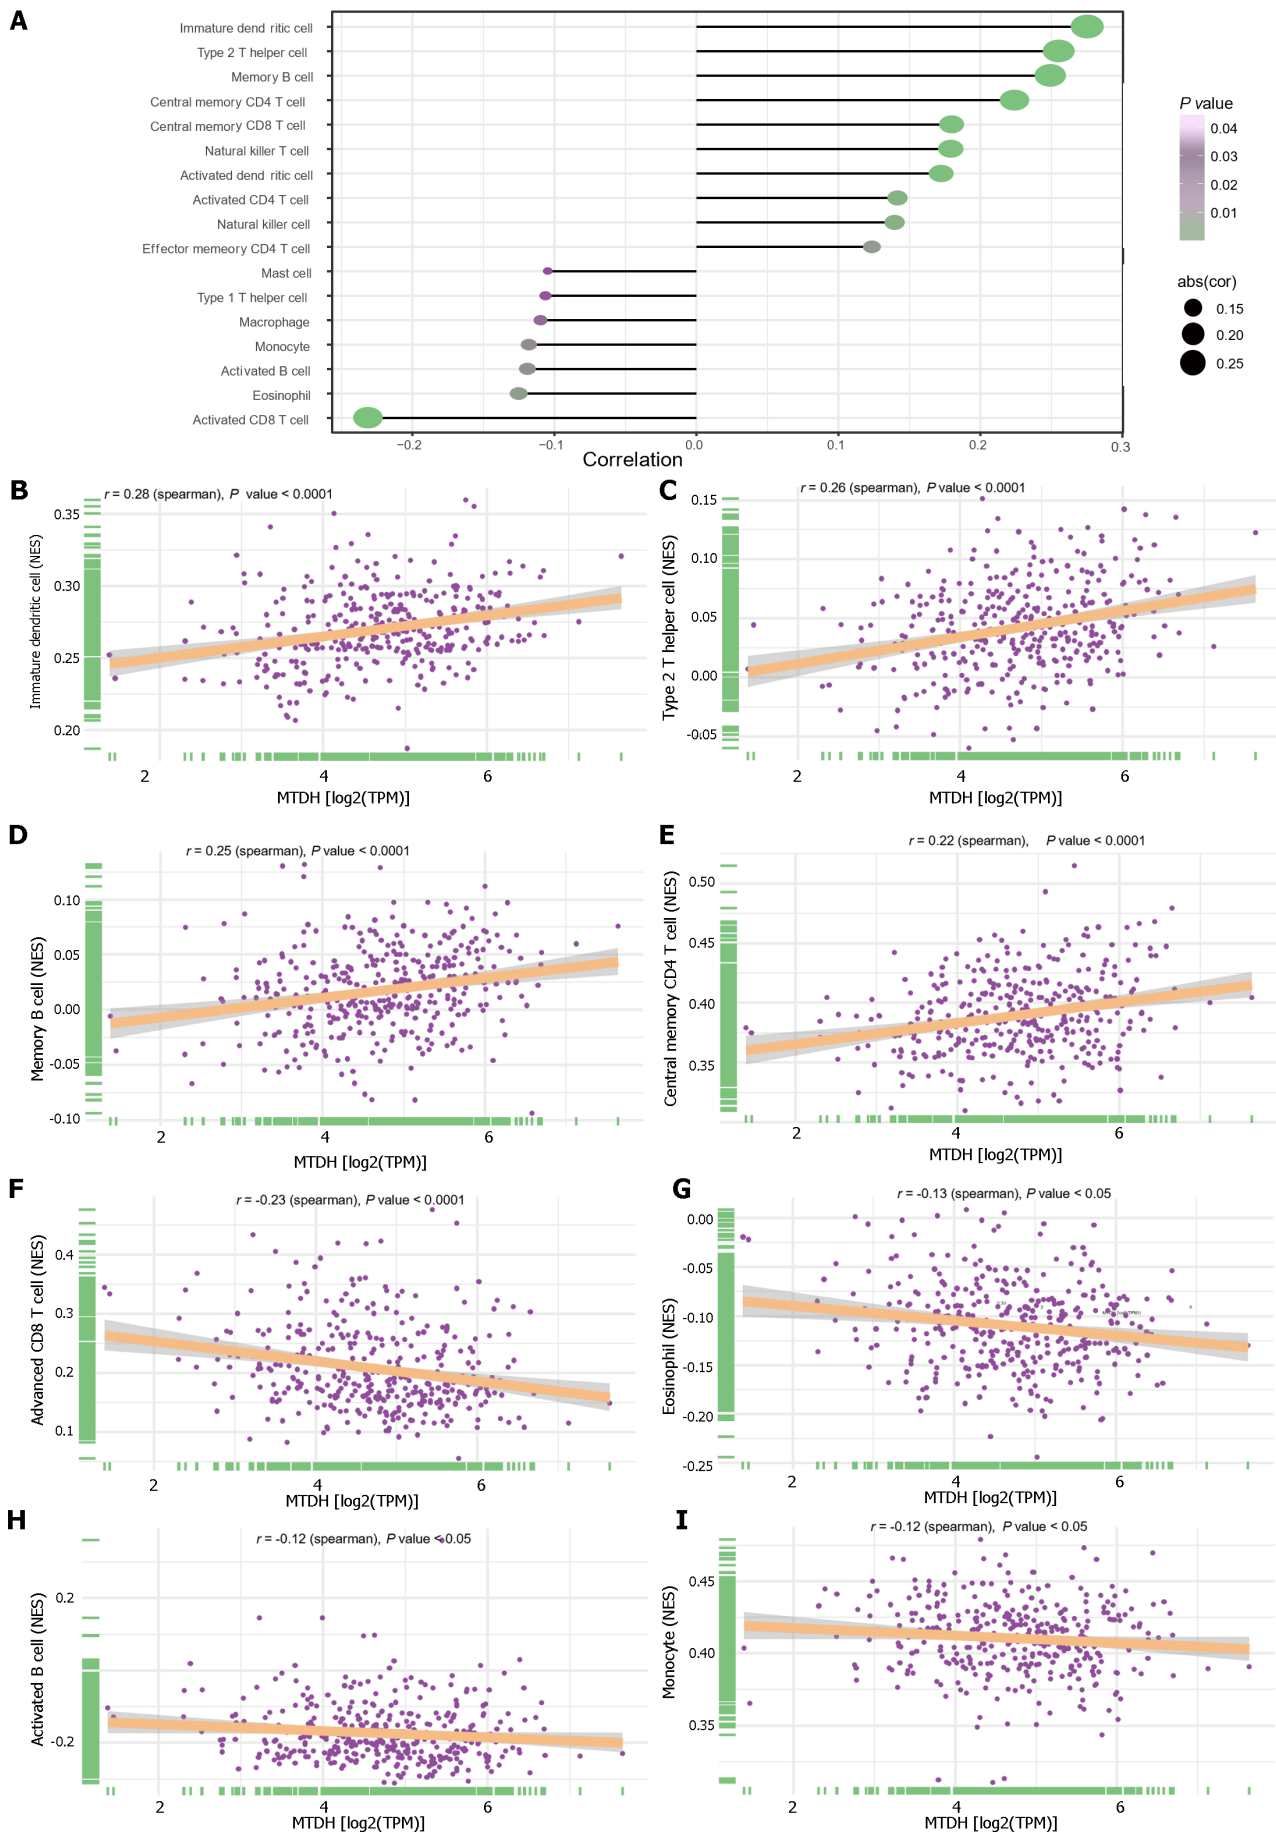 A
Immature dend ritic cell
Type 2 T helper cell
Memory B cell
Central memory CD4 T cell
Central memory CD8 T cell
Natural killer T cell
Activated dend ritic cell
Activated CD4 T cell
Natural killer cell
Effector memeory CD4 T cell
Mast cell
Type 1 T helper cell
Macrophage
Monocyte
Activated B cell
Eosinophil
Activated CD8 T cell
−0.2 −0.1 0.0 0.1 0.2 0.3
Correlation
P value
0.04
0.03
0.02
0.01
abs(cor)
0.15
0.20
0.25
B
r = 0.28 (spearman), P value < 0.0001
Immature dendritic cell (NES)
0.35
0.30
0.25
0.20
2 4 6
MTDH [log2(TPM)]
C
r = 0.26 (spearman), P value < 0.0001
Type 2 T helper cell (NES)
0.15
0.10
0.05
0.00
-0.05
2 4 6
MTDH [log2(TPM)]
D
r = 0.25 (spearman), P value < 0.0001
Memory B cell (NES)
0.10
0.05
0.00
-0.05
-0.10
2 4 6
MTDH [log2(TPM)]
E
r = 0.22 (spearman), P value < 0.0001
Central memory CD4 T cell (NES)
0.50
0.45
0.40
0.35
2 4 6
MTDH [log2(TPM)]
F
r = -0.23 (spearman), P value < 0.0001
Advanced CD8 T cell (NES)
0.4
0.3
0.2
0.1
2 4 6
MTDH [log2(TPM)]
G
r = -0.13 (spearman), P value < 0.05
Eosinophil (NES)
0.00
-0.05
-0.10
-0.15
-0.20
-0.25
2 4 6
MTDH [log2(TPM)]
H
r = -0.12 (spearman), P value < 0.05
Activated B cell (NES)
0.2
-0.2
2 4 6
MTDH [log2(TPM)]
I
r = -0.12 (spearman), P value < 0.05
Monocyte (NES)
0.45
0.40
0.35
2 4 6
MTDH [log2(TPM)]